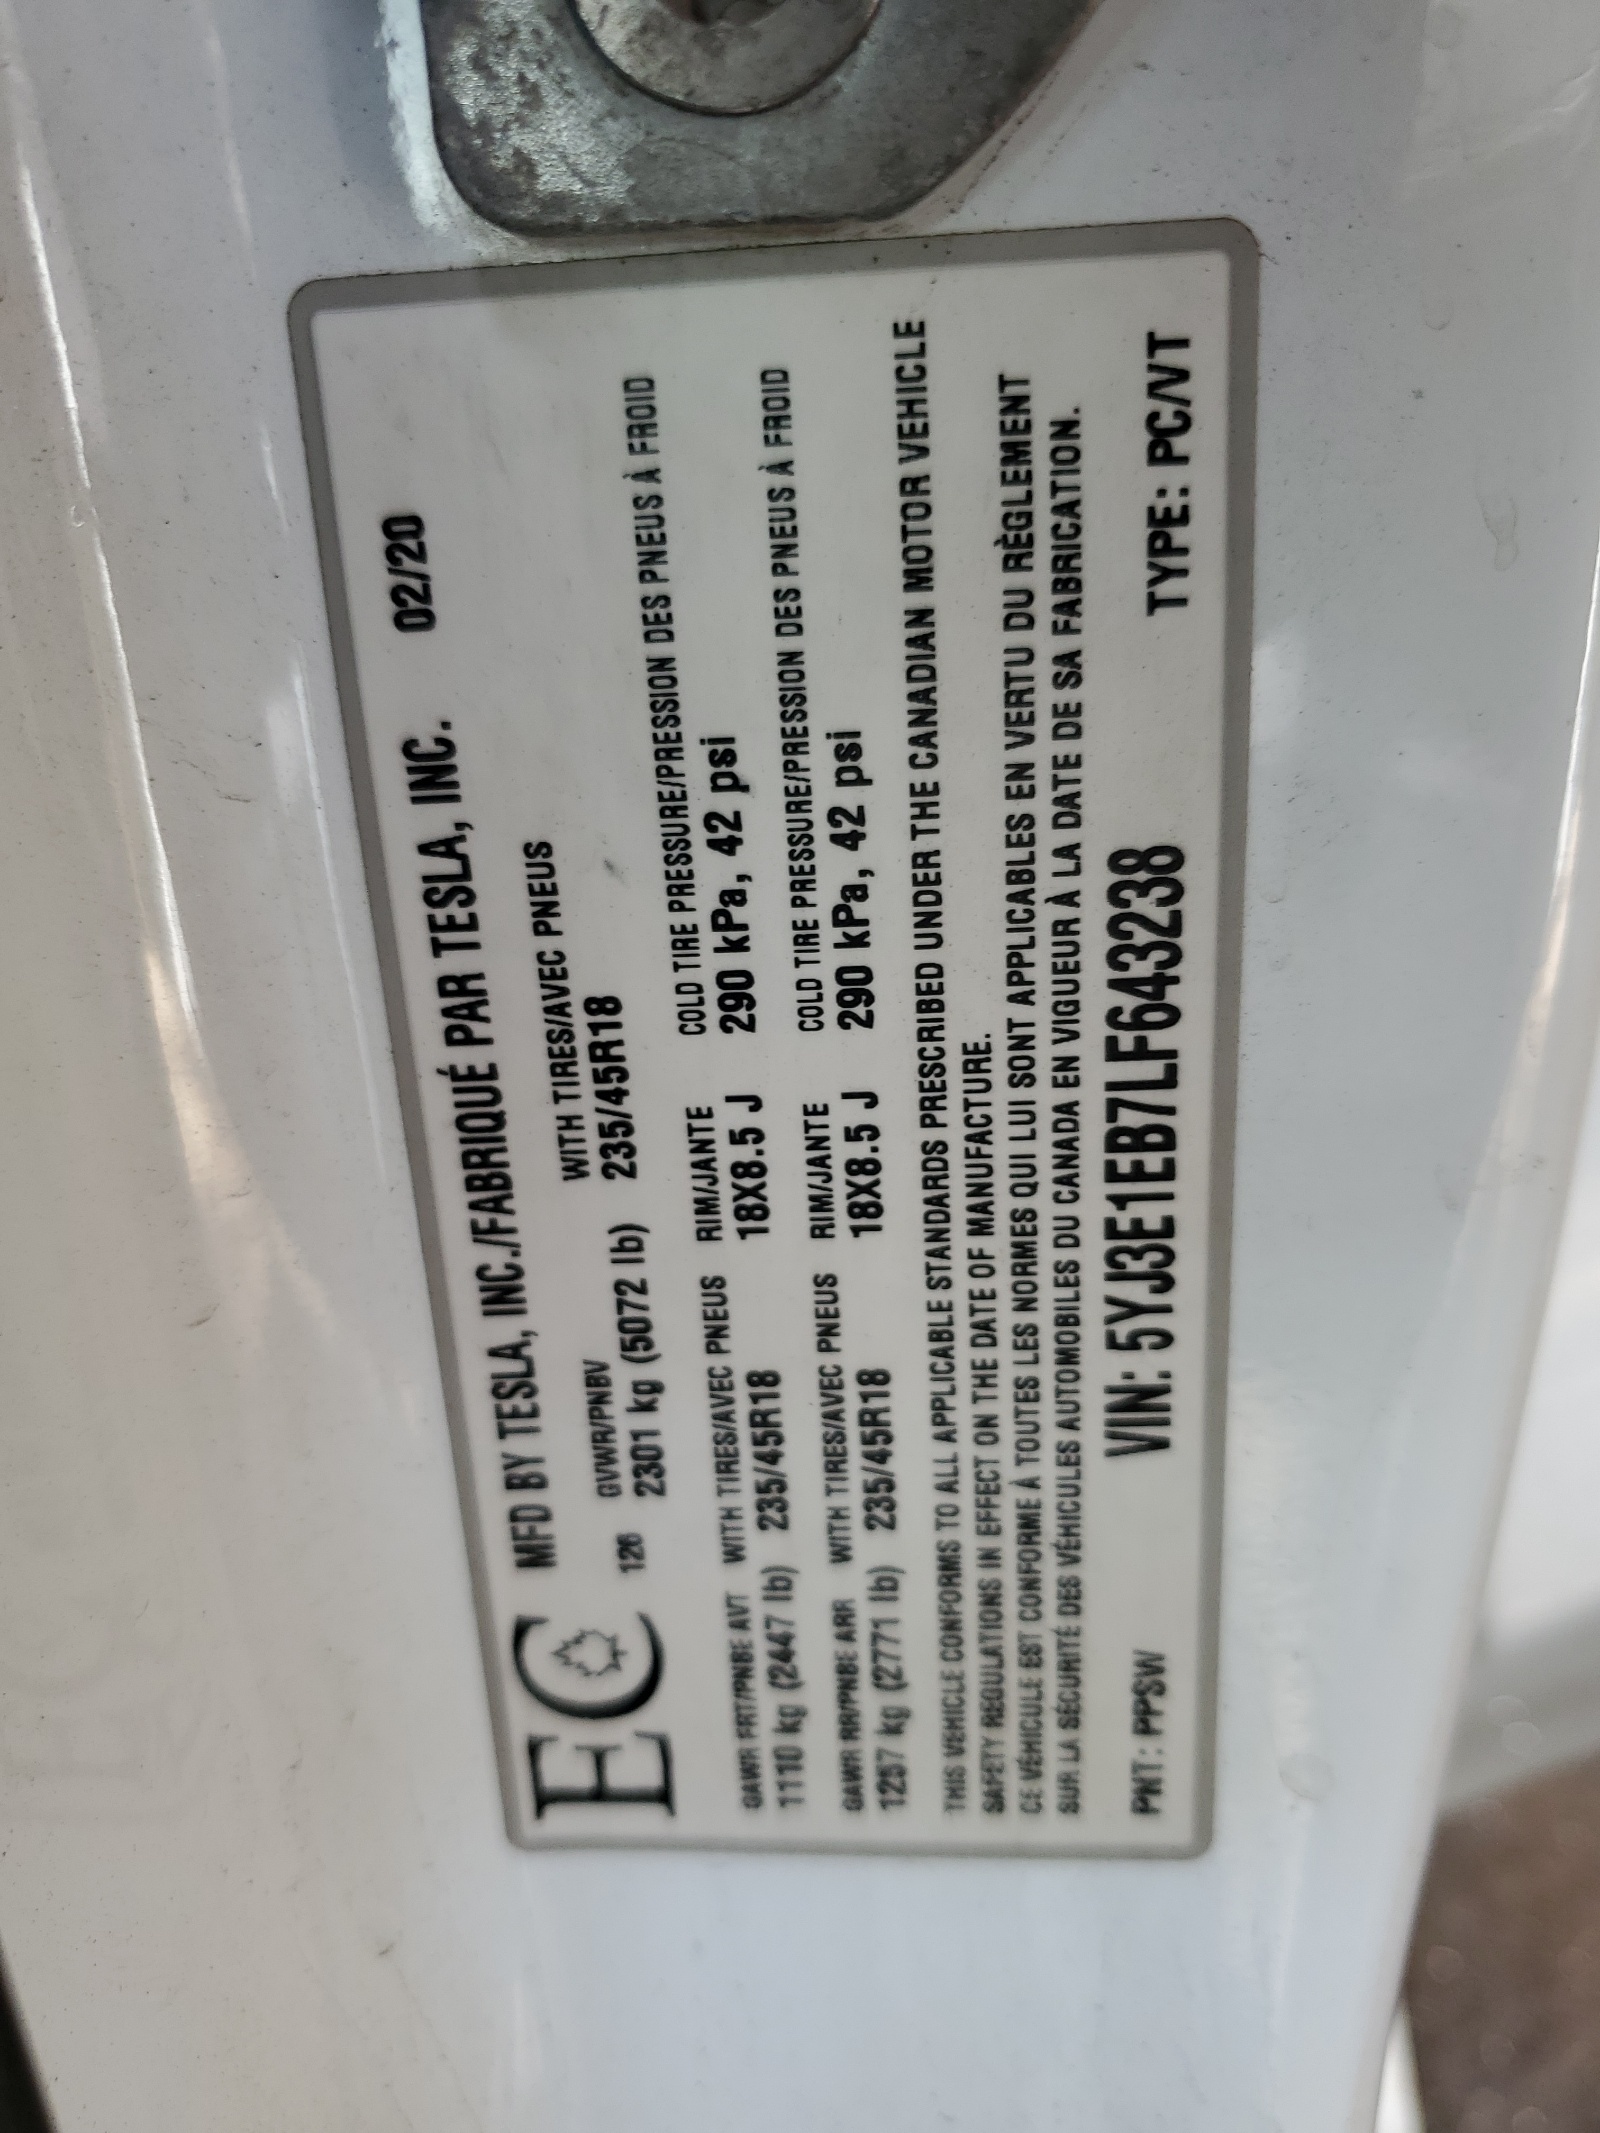 EC MFD BY TESLA, INC./FABRIQUÉ PAR TESLA, INC. 02/20
126 GVWR/PNBV WITH TIRES/AVEC PNEUS
2301 kg (5072 lb) 235/45R18
GAWR FRT/PNBE AVT WITH TIRES/AVEC PNEUS RIM/JANTE COLD TIRE PRESSURE/PRESSION DES PNEUS À FROID
1110 kg (2447 lb) 235/45R18 18X8.5 J 290 kPa, 42 psi
GAWR RR/PNBE ARR WITH TIRES/AVEC PNEUS RIM/JANTE COLD TIRE PRESSURE/PRESSION DES PNEUS À FROID
1257 kg (2771 lb) 235/45R18 18X8.5 J 290 kPa, 42 psi
THIS VEHICLE CONFORMS TO ALL APPLICABLE STANDARDS PRESCRIBED UNDER THE CANADIAN MOTOR VEHICLE
SAFETY REGULATIONS IN EFFECT ON THE DATE OF MANUFACTURE.
CE VÉHICULE EST CONFORME À TOUTES LES NORMES QUI LUI SONT APPLICABLES EN VERTU DU RÈGLEMENT
SUR LA SÉCURITÉ DES VÉHICULES AUTOMOBILES DU CANADA EN VIGUEUR À LA DATE DE SA FABRICATION.
PNT: PPSW VIN: 5YJ3E1EB7LF643238 TYPE: PC/VT